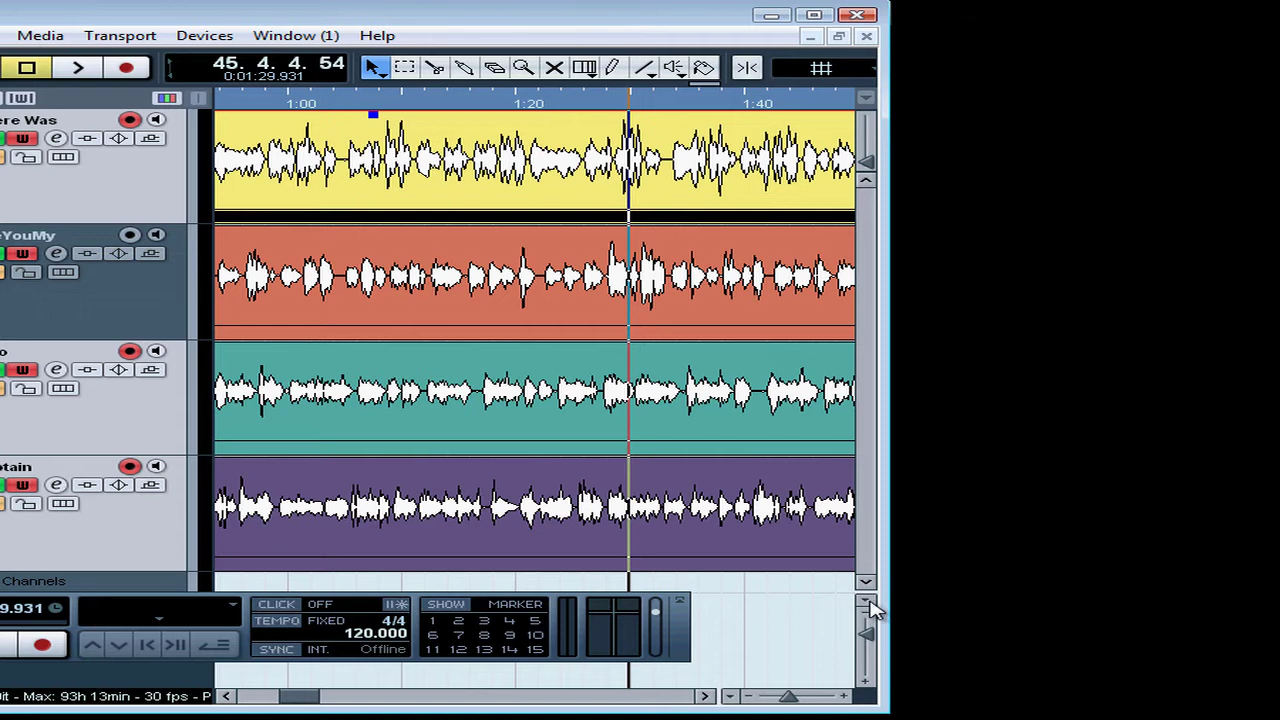 Media Transport Devices Window (1) Help
45. 4. 4. 54
0:01:29.931
1:00 1:20 1:40
ere Was
W e
eYouMy
W e
o
W e
otain
W e
Channels
9.931
CLICK OFF
TEMPO FIXED 4/4
120.000
SYNC INT. Offline
SHOW MARKER
1 2 3 4 5
6 7 8 9 10
11 12 13 14 15
it - Max: 93h 13min - 30 fps - P